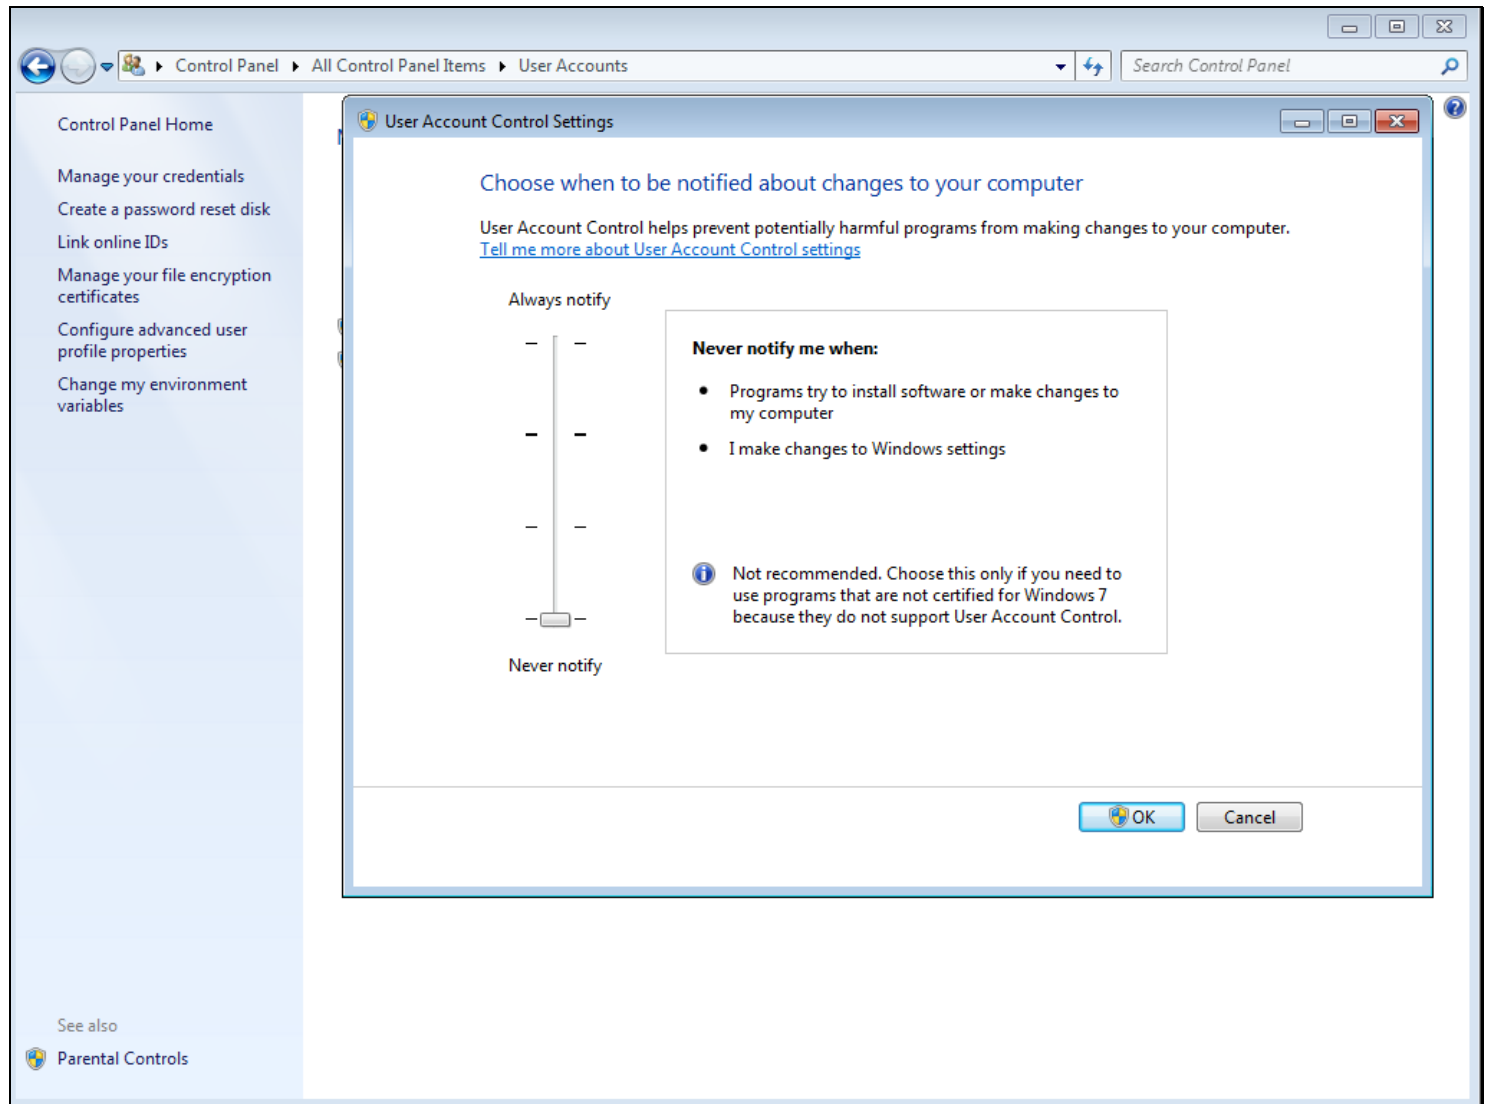 Control Panel
All Control Panel Items
User Accounts
Search Control Panel
Control Panel Home
Manage your credentials
Create a password reset disk
Link online IDs
Manage your file encryption
certificates
Configure advanced user
profile properties
Change my environment
variables
See also
Parental Controls
User Account Control Settings
Choose when to be notified about changes to your computer
User Account Control helps prevent potentially harmful programs from making changes to your computer.
Tell me more about User Account Control settings
Always notify
Never notify me when:
Programs try to install software or make changes to
my computer
I make changes to Windows settings
Not recommended. Choose this only if you need to
use programs that are not certified for Windows 7
because they do not support User Account Control.
Never notify
OK
Cancel